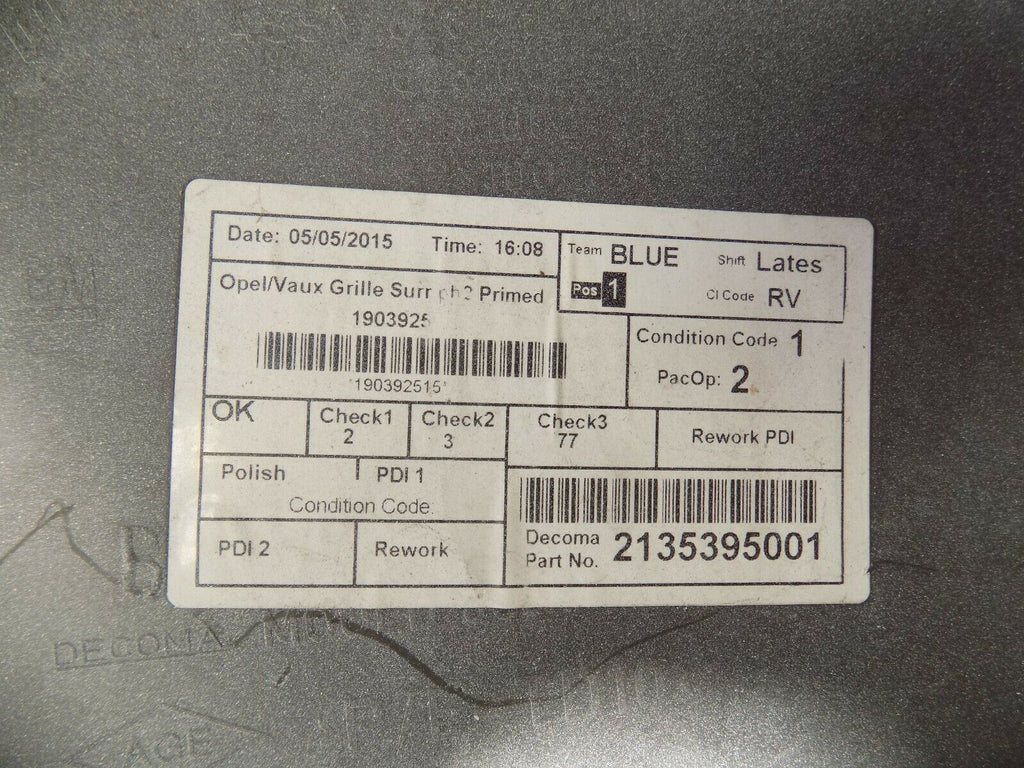 Date: 05/05/2015 Time: 16:08
Team BLUE Shift Lates
Pos 1 CI Code RV
Opel/Vaux Grille Surr ph2 Primed
1903925
190392515
Condition Code 1
PacOp: 2
OK
Check1
2
Check2
3
Check3
77
Rework PDI
Polish PDI 1
Condition Code:
PDI 2 Rework
Decoma
Part No. 2135395001
DECOMA